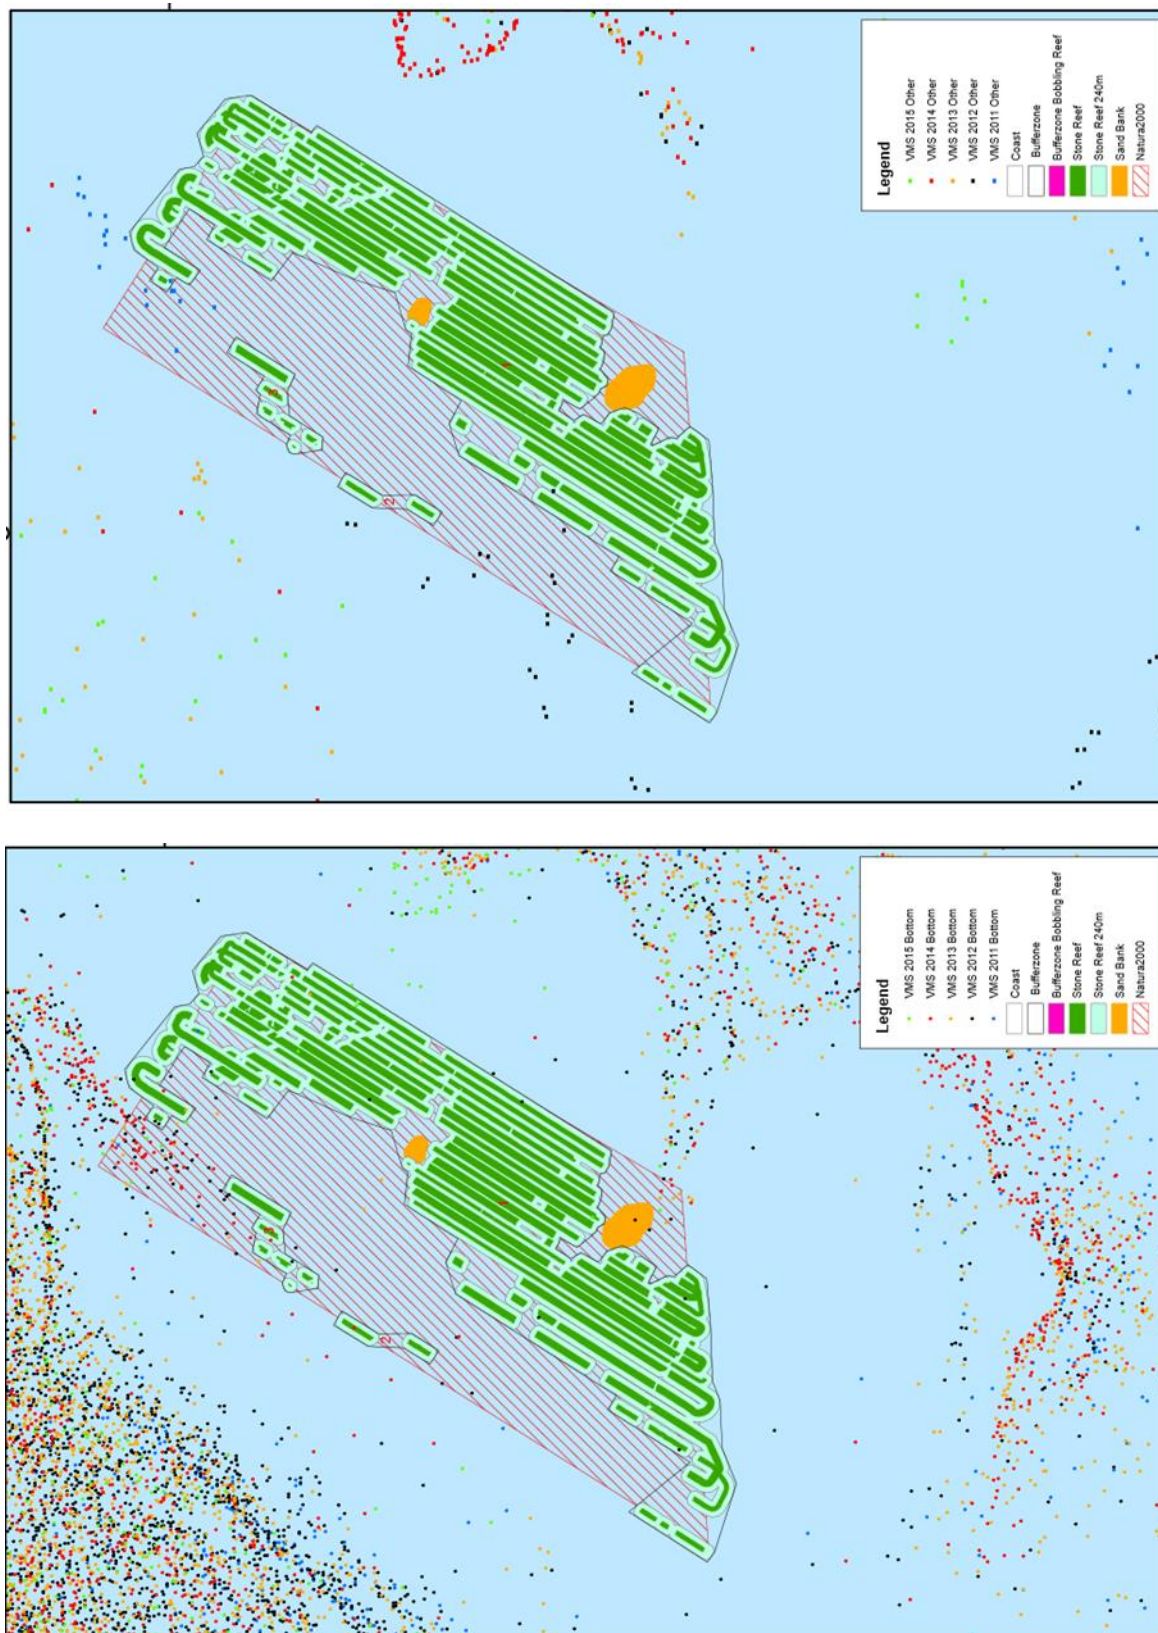 Legend
VMS 2015 Other
VMS 2014 Other
VMS 2013 Other
VMS 2012 Other
VMS 2011 Other
Coast
Bufferzone
Bufferzone Bobbling Reef
Stone Reef
Stone Reef 240m
Sand Bank
Natura2000
2
Legend
VMS 2015 Bottom
VMS 2014 Bottom
VMS 2013 Bottom
VMS 2012 Bottom
VMS 2011 Bottom
Coast
Bufferzone
Bufferzone Bobbling Reef
Stone Reef
Stone Reef 240m
Sand Bank
Natura2000
2